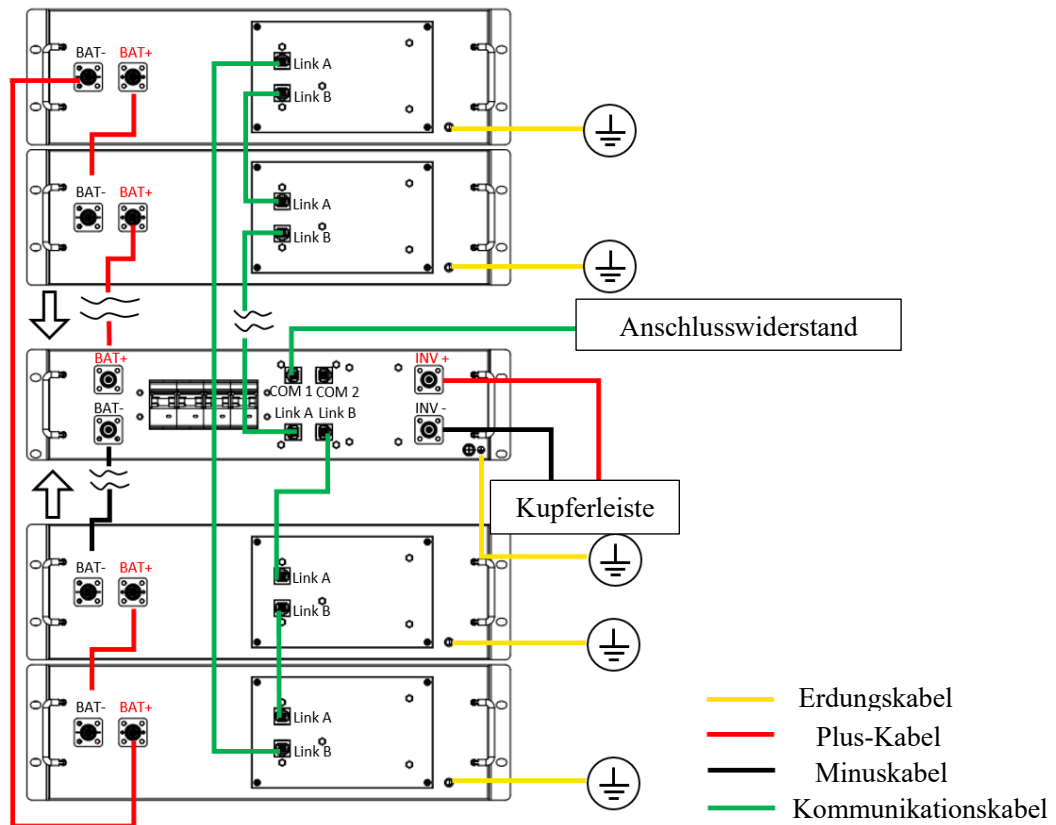 BAT- BAT+
Link A
Link B
BAT- BAT+
Link A
Link B
Anschlusswiderstand
BAT+
INV +
COM 1 COM 2
BAT-
Link A Link B
INV -
Kupferleiste
BAT- BAT+
Link A
Link B
BAT- BAT+
Link A
Link B
Erdungskabel
Plus-Kabel
Minuskabel
Kommunikationskabel